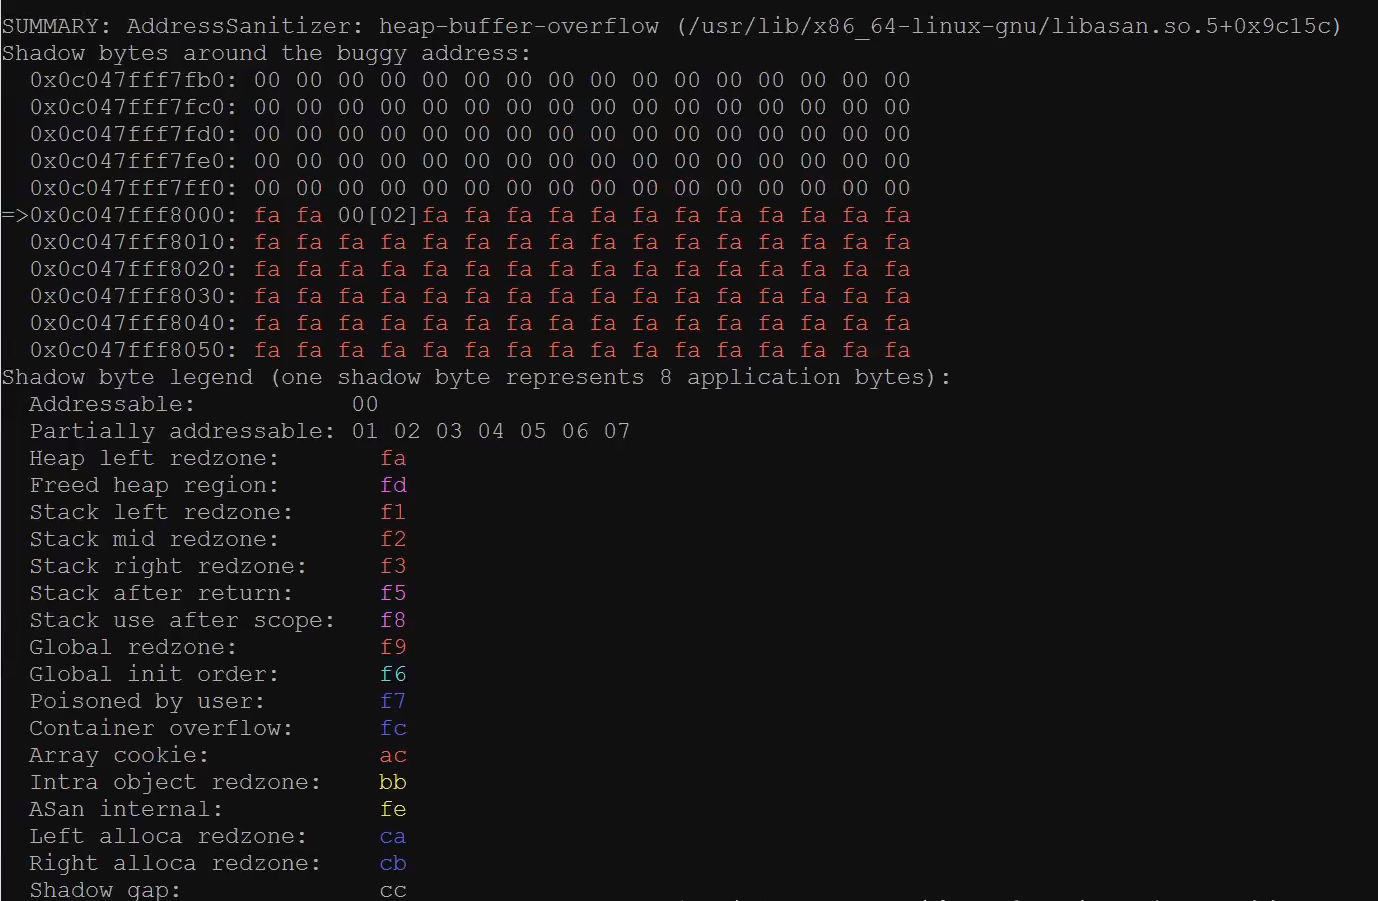 SUMMARY: AddressSanitizer: heap-buffer-overflow (/usr/lib/x86_64-linux-gnu/libasan.so.5+0x9c15c)
Shadow bytes around the buggy address:
  0x0c047fff7fb0: 00 00 00 00 00 00 00 00 00 00 00 00 00 00 00 00
  0x0c047fff7fc0: 00 00 00 00 00 00 00 00 00 00 00 00 00 00 00 00
  0x0c047fff7fd0: 00 00 00 00 00 00 00 00 00 00 00 00 00 00 00 00
  0x0c047fff7fe0: 00 00 00 00 00 00 00 00 00 00 00 00 00 00 00 00
  0x0c047fff7ff0: 00 00 00 00 00 00 00 00 00 00 00 00 00 00 00 00
=>0x0c047fff8000: fa fa 00[02]fa fa fa fa fa fa fa fa fa fa fa fa
  0x0c047fff8010: fa fa fa fa fa fa fa fa fa fa fa fa fa fa fa fa
  0x0c047fff8020: fa fa fa fa fa fa fa fa fa fa fa fa fa fa fa fa
  0x0c047fff8030: fa fa fa fa fa fa fa fa fa fa fa fa fa fa fa fa
  0x0c047fff8040: fa fa fa fa fa fa fa fa fa fa fa fa fa fa fa fa
  0x0c047fff8050: fa fa fa fa fa fa fa fa fa fa fa fa fa fa fa fa
Shadow byte legend (one shadow byte represents 8 application bytes):
  Addressable:           00
  Partially addressable: 01 02 03 04 05 06 07
  Heap left redzone:       fa
  Freed heap region:       fd
  Stack left redzone:      f1
  Stack mid redzone:       f2
  Stack right redzone:     f3
  Stack after return:      f5
  Stack use after scope:   f8
  Global redzone:          f9
  Global init order:       f6
  Poisoned by user:        f7
  Container overflow:      fc
  Array cookie:            ac
  Intra object redzone:    bb
  ASan internal:           fe
  Left alloca redzone:     ca
  Right alloca redzone:    cb
  Shadow gap:              cc